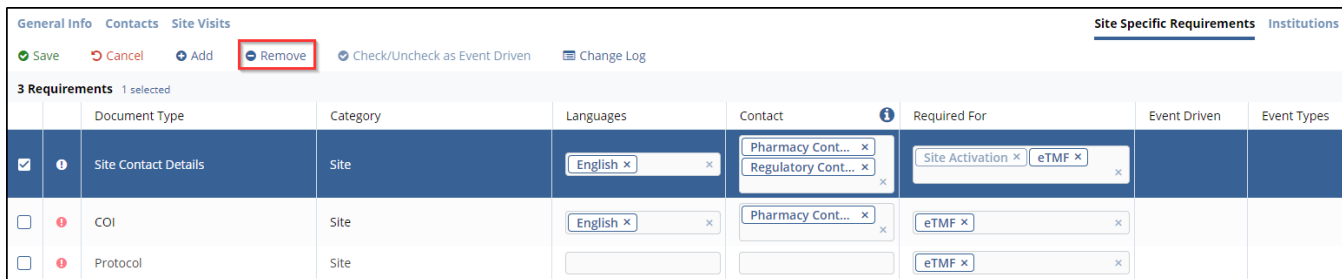 General Info Contacts Site Visits Site Specific Requirements Institutions
Save Cancel Add Remove Check/Uncheck as Event Driven Change Log
3 Requirements 1 selected
Document Type Category Languages Contact Required For Event Driven Event Types
Site Contact Details Site English × × Pharmacy Cont... × Regulatory Cont... × × Site Activation × eTMF × ×
COI Site English × × Pharmacy Cont... × × eTMF × ×
Protocol Site eTMF × ×